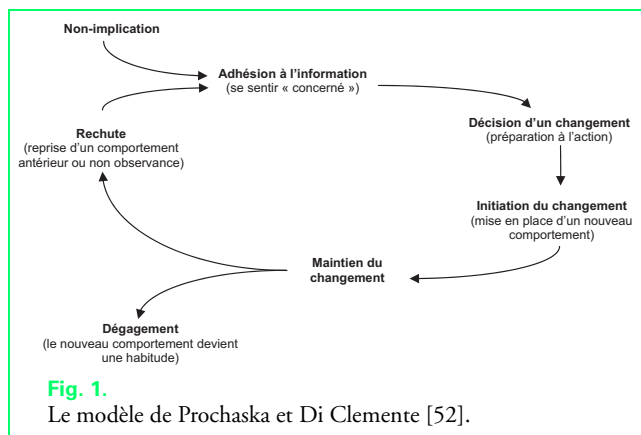 Non-implication
Adhésion à l'information
(se sentir « concerné »)
Décision d'un changement
(préparation à l'action)
Rechute
(reprise d'un comportement
antérieur ou non observance)
Initiation du changement
(mise en place d'un nouveau
comportement)
Maintien du
changement
Dégagement
(le nouveau comportement devient
une habitude)
Fig. 1.
Le modèle de Prochaska et Di Clemente [52].